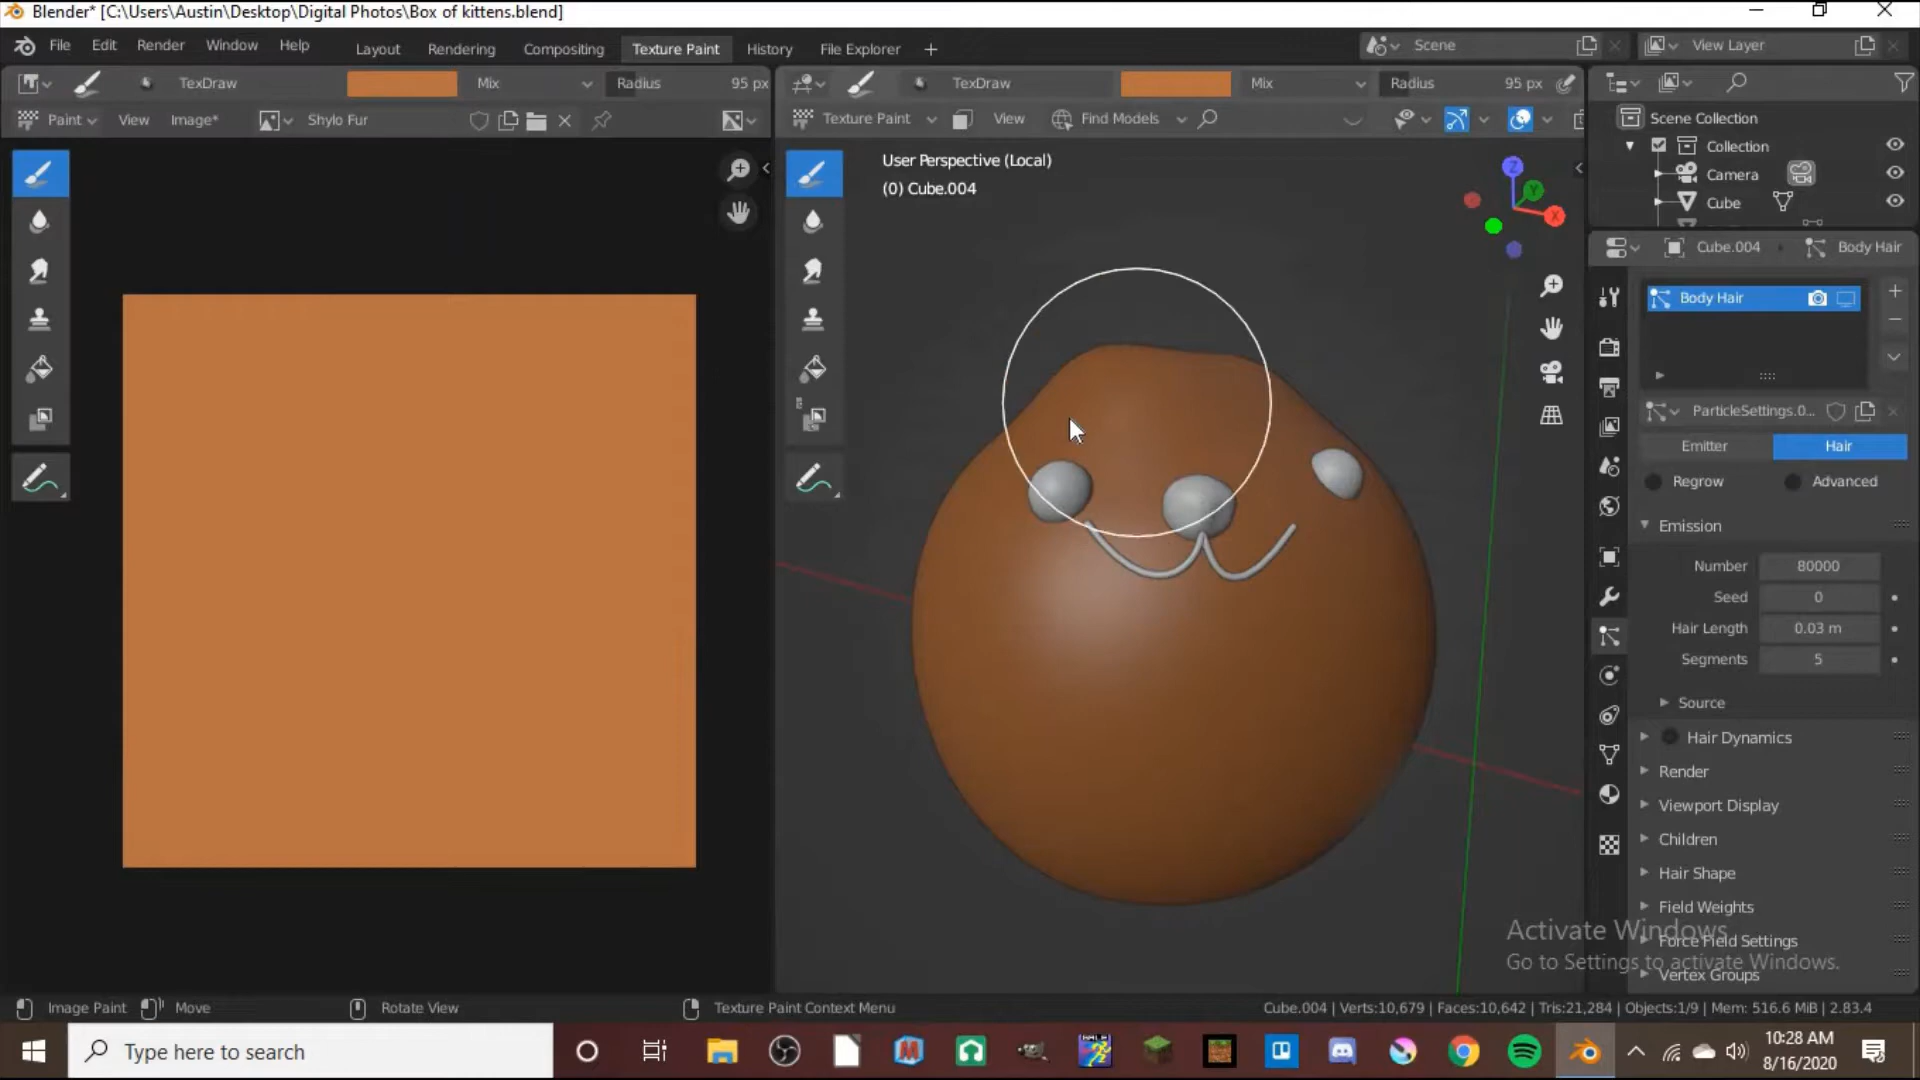 Blender* [C:\Users\Austin\Desktop\Digital Photos\Box of kittens.blend]
File Edit Render Window Help Layout Rendering Compositing Texture Paint History File Explorer + Scene View Layer
TexDraw Mix Radius 95 px TexDraw Mix Radius 95 px
Paint View Image* Shylo Fur Texture Paint View Find Models
User Perspective (Local)
(0) Cube.004
Z
Y
X
Scene Collection
Collection
Camera
Cube
Cube.004 Body Hair
Body Hair
ParticleSettings.0...
Emitter Hair
Regrow Advanced
Emission
Number 80000
Seed 0
Hair Length 0.03 m
Segments 5
Source
Hair Dynamics
Render
Viewport Display
Children
Hair Shape
Field Weights
Force Field Settings
Vertex Groups
Activate Windows
Go to Settings to activate Windows.
Image Paint Move Rotate View Texture Paint Context Menu Cube.004 | Verts:10,679 | Faces:10,642 | Tris:21,284 | Objects:1/9 | Mem: 516.6 MiB | 2.83.4
Type here to search
10:28 AM
8/16/2020